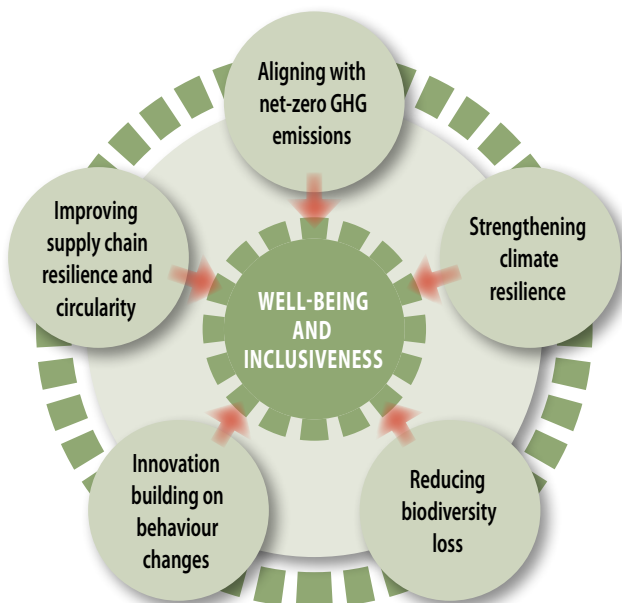 Aligning with
net-zero GHG
emissions
Improving
supply chain
resilience and
circularity
Strengthening
climate
resilience
WELL-BEING
AND
INCLUSIVENESS
Innovation
building on
behaviour
changes
Reducing
biodiversity
loss